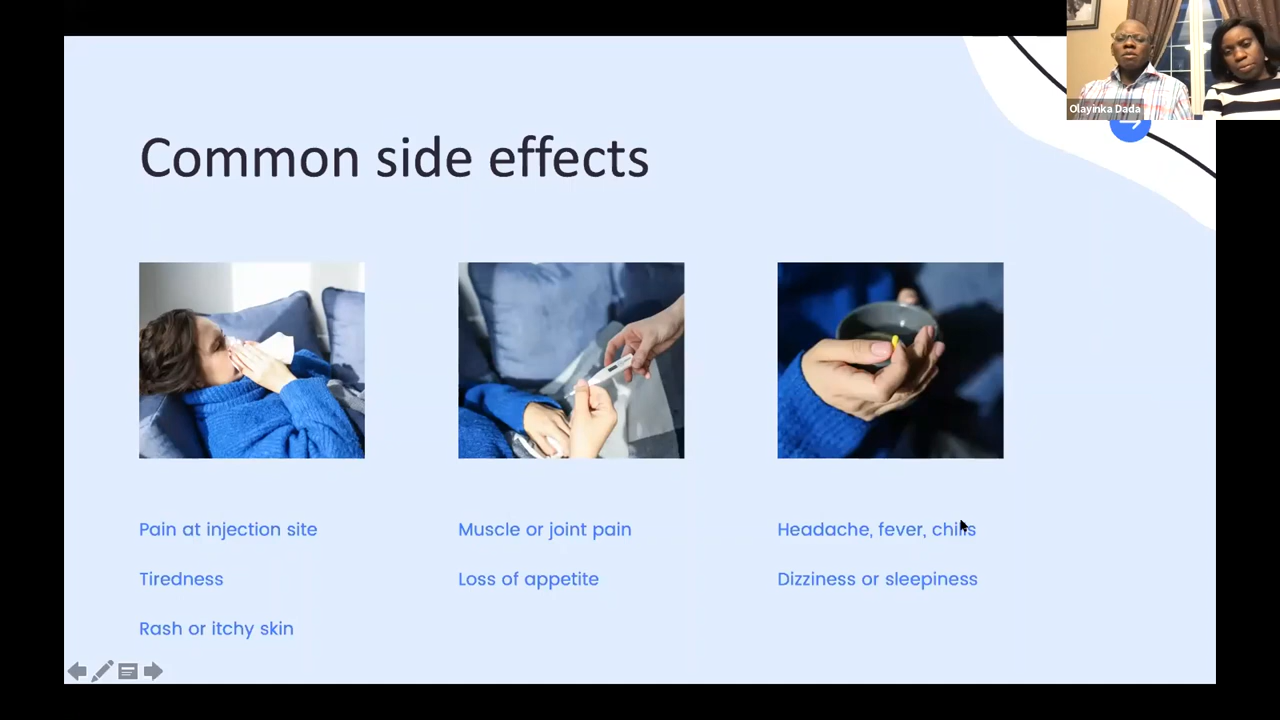 Olayinka Dada
Common side effects
Pain at injection site
Muscle or joint pain
Headache, fever, chills
Tiredness
Loss of appetite
Dizziness or sleepiness
Rash or itchy skin